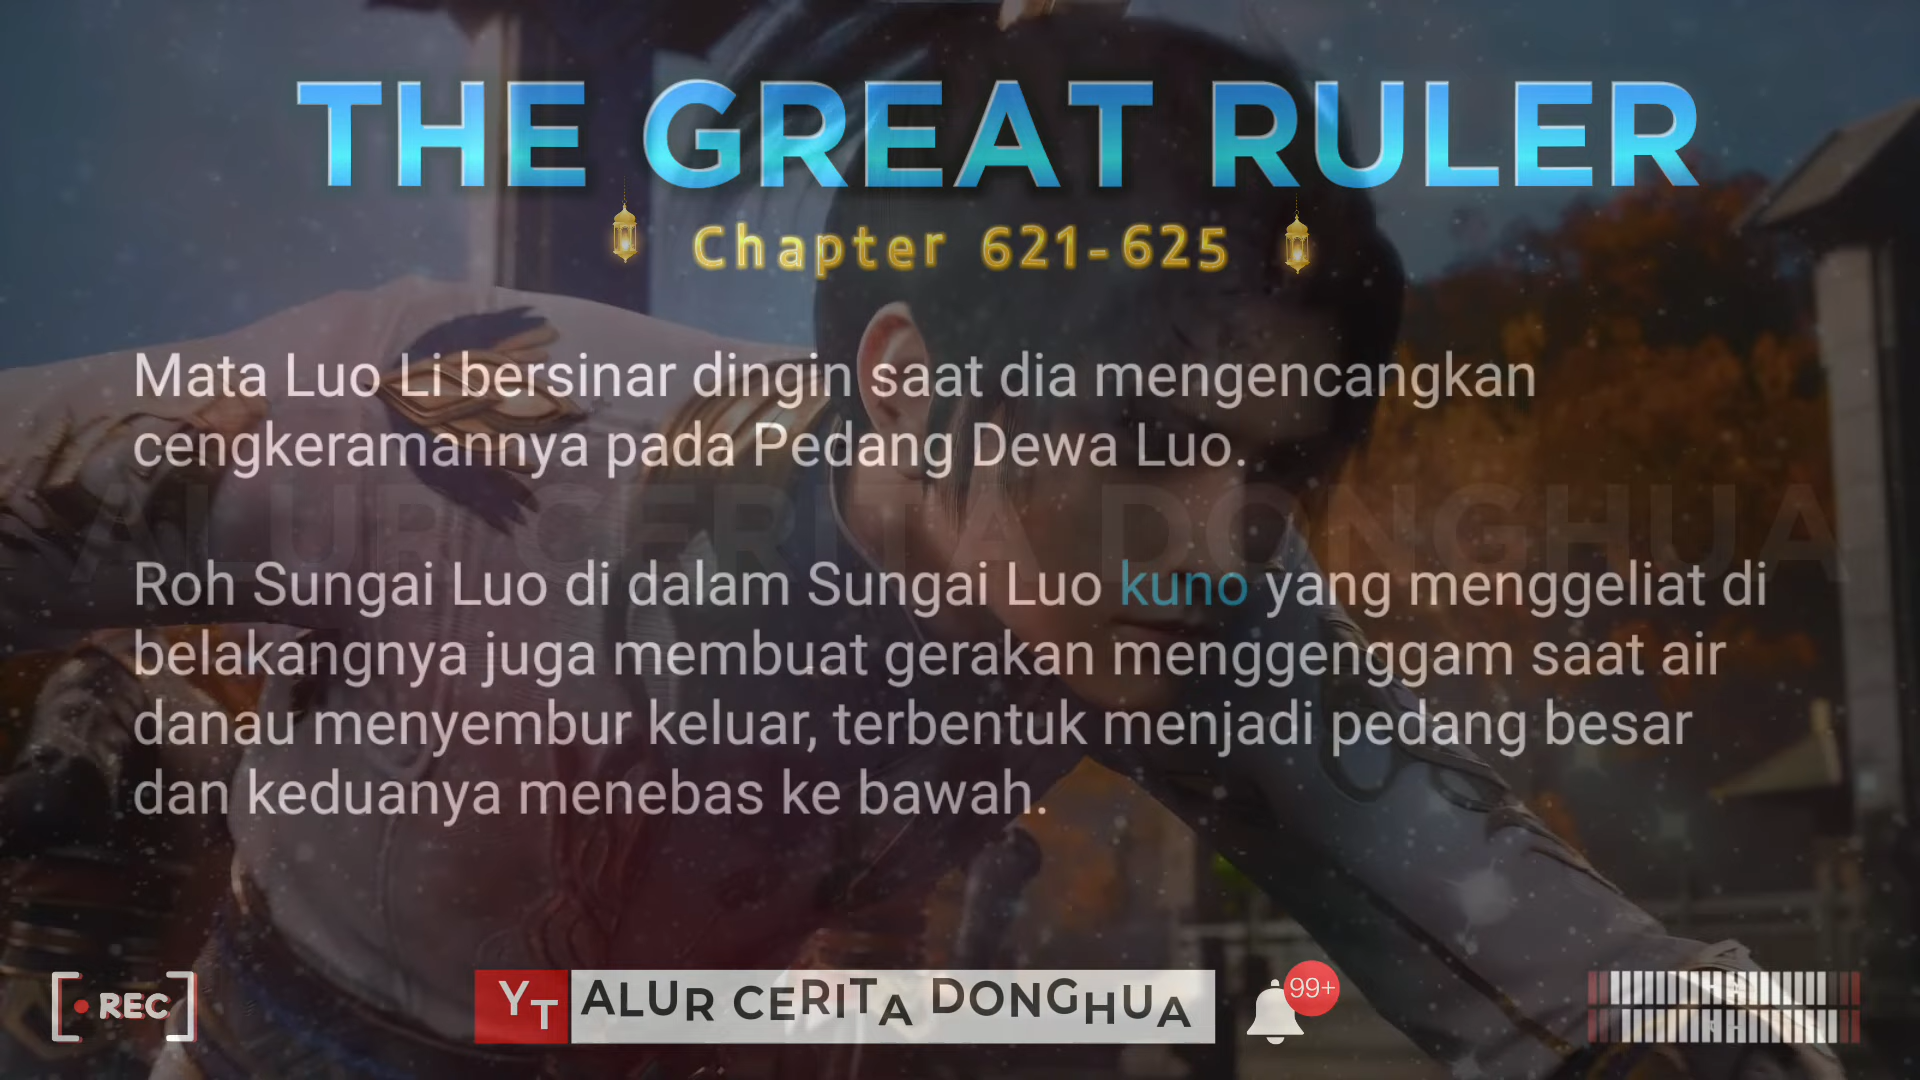 THE GREAT RULER
Chapter 621-625
Mata Luo Li bersinar dingin saat dia mengencangkan
cengkeramannya pada Pedang Dewa Luo.
ALUR CERITA DONGHUA
Roh Sungai Luo di dalam Sungai Luo kuno yang menggeliat di
belakangnya juga membuat gerakan menggenggam saat air
danau menyembur keluar, terbentuk menjadi pedang besar
dan keduanya menebas ke bawah.
REC
YT ALUR CERITA DONGHUA
99+